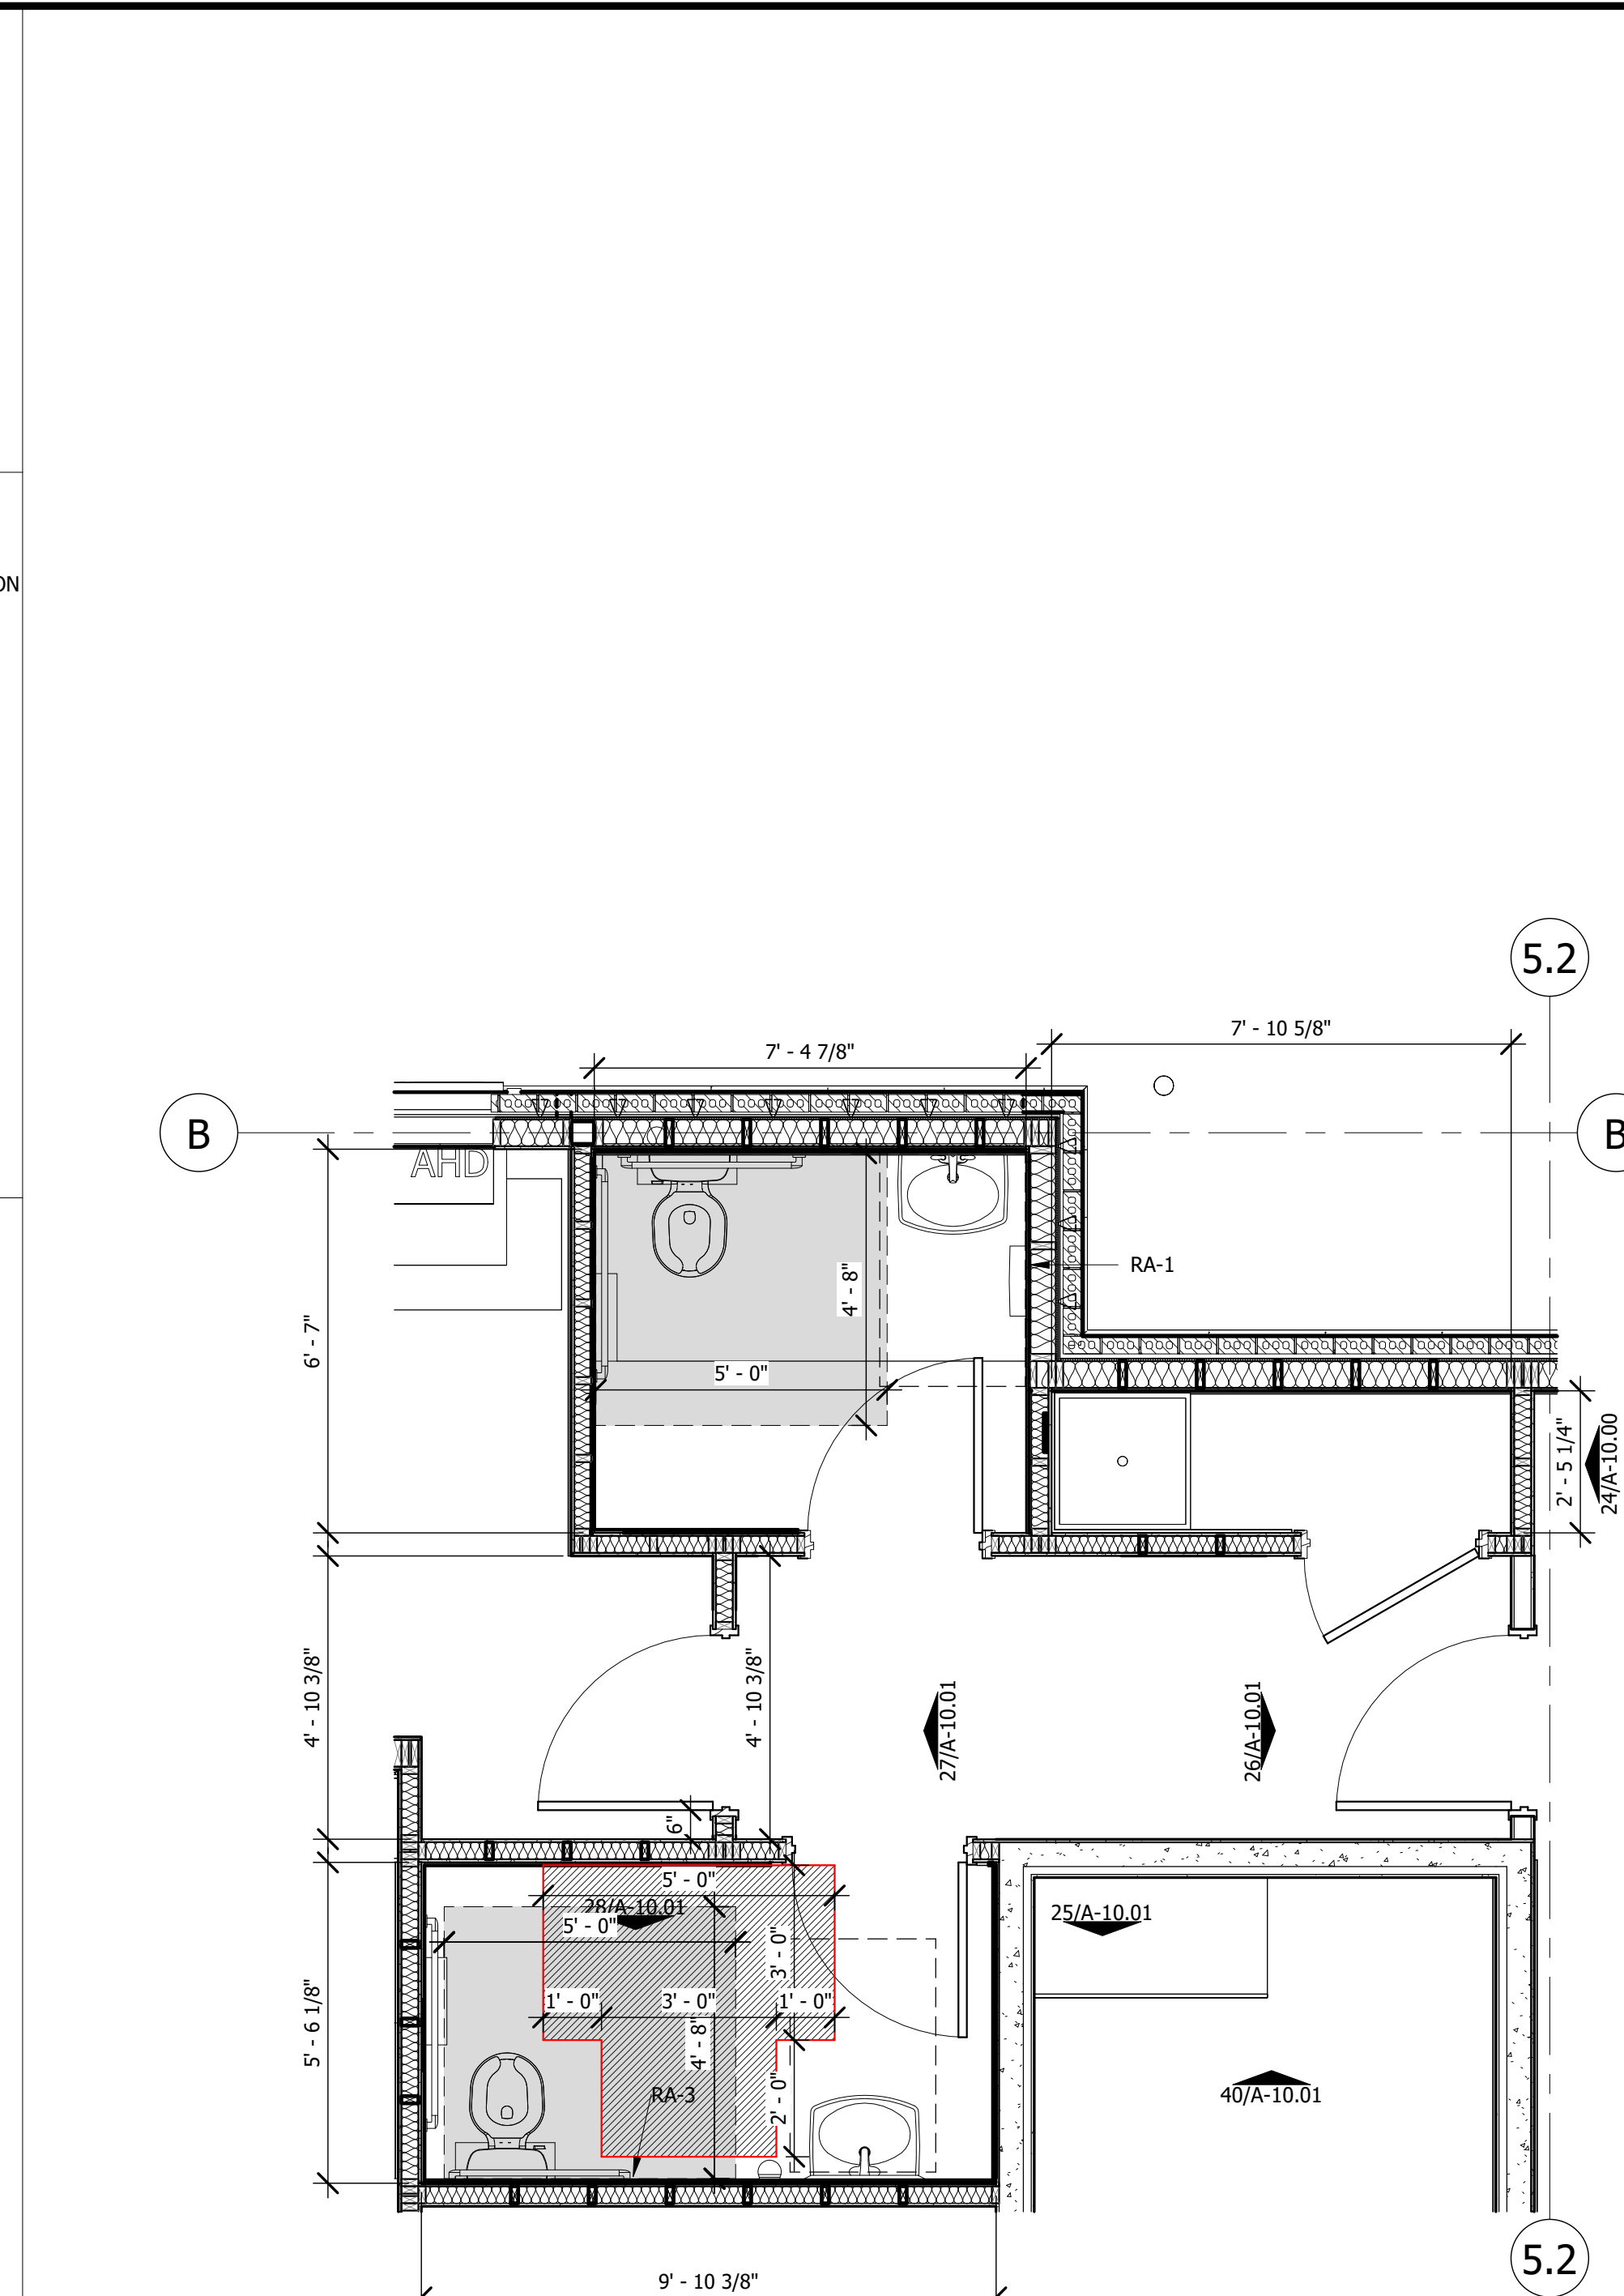 ON
5.2
7' - 10 5/8"
7' - 4 7/8"
B
B
AHD
RA-1
4' - 8"
6' - 7"
5' - 0"
2' - 5 1/4"
24/A-10.00
4' - 10 3/8"
4' - 10 3/8"
27/A-10.01
26/A-10.01
6"
5' - 0"
28/A-10.01
25/A-10.01
5' - 0"
3' - 0"
1' - 0"
3' - 0"
1' - 0"
5' - 6 1/8"
4' - 8"
RA-3
2' - 0"
40/A-10.01
5.2
9' - 10 3/8"